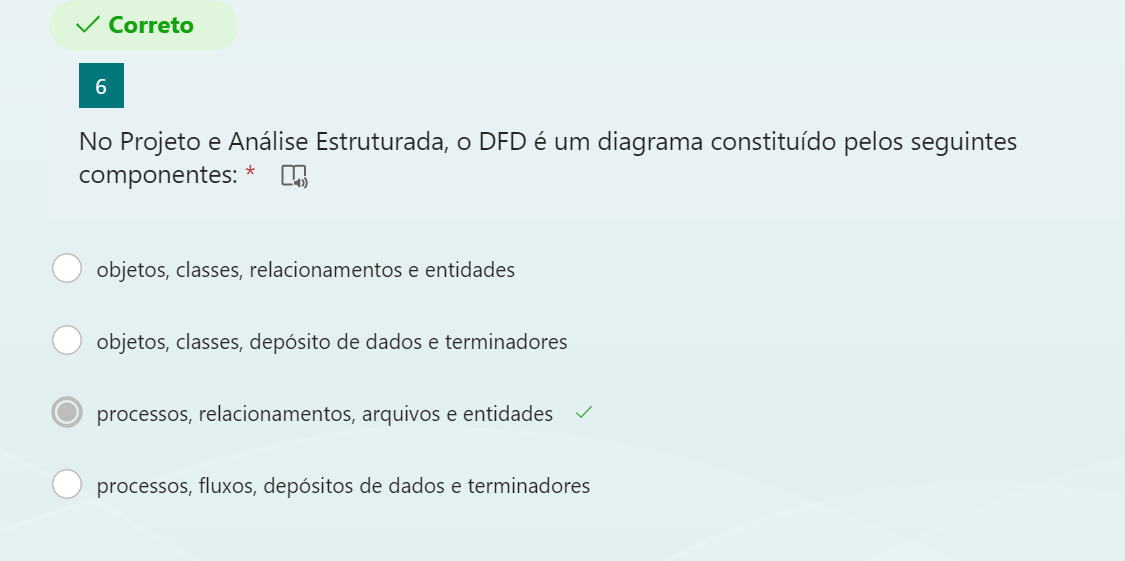 Correto
6
No Projeto e Análise Estruturada, o DFD é um diagrama constituído pelos seguintes
componentes: *
objetos, classes, relacionamentos e entidades
objetos, classes, depósito de dados e terminadores
processos, relacionamentos, arquivos e entidades
processos, fluxos, depósitos de dados e terminadores